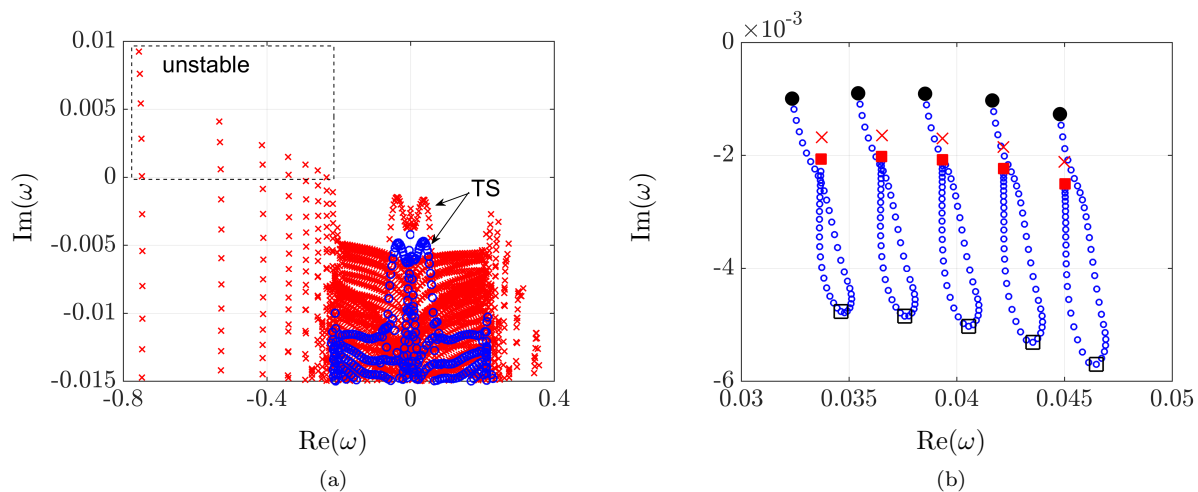 0.01
0.005
0
-0.005
-0.01
-0.015
-0.8
-0.4
0
0.4
Im(ω)
Re(ω)
unstable
TS
(a)
0
×10⁻³
-2
-4
-6
0.03
0.035
0.04
0.045
0.05
Im(ω)
Re(ω)
(b)